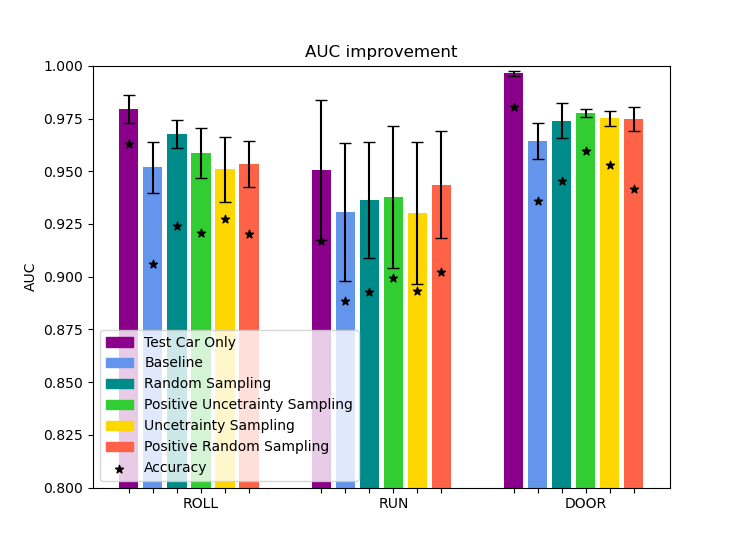 AUC improvement
1.000
0.975
0.950
0.925
0.900
0.875
0.850
0.825
0.800
AUC
Test Car Only
Baseline
Random Sampling
Positive Uncetrainty Sampling
Uncetrainty Sampling
Positive Random Sampling
Accuracy
ROLL RUN DOOR